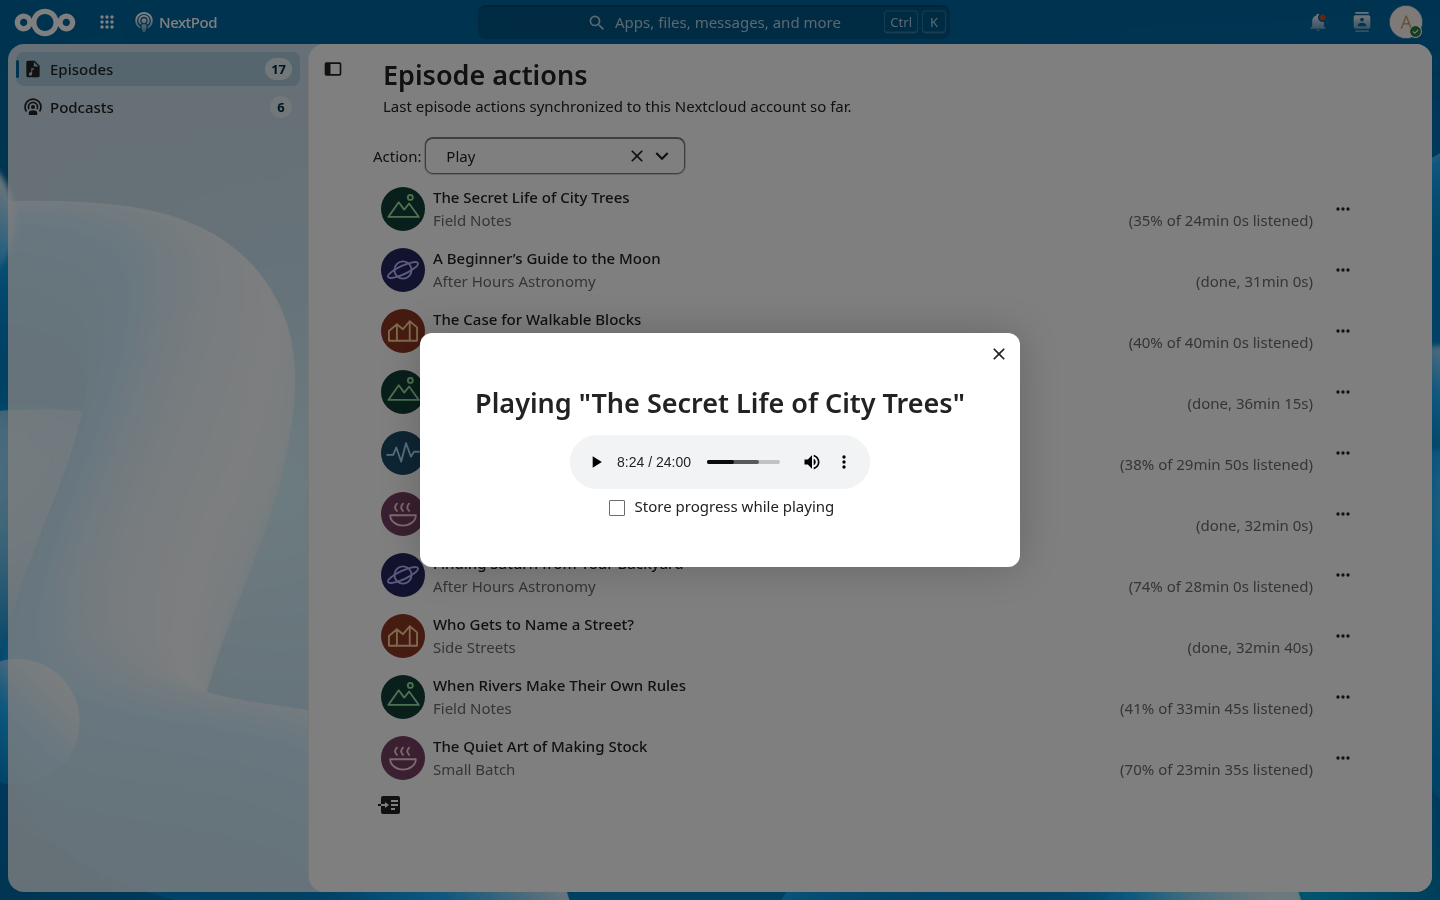 NextPod
Apps, files, messages, and more
Ctrl
K
A
Episodes
17
Podcasts
6
Episode actions
Last episode actions synchronized to this Nextcloud account so far.
Action:
Play
The Secret Life of City Trees
Field Notes
(35% of 24min 0s listened)
A Beginner’s Guide to the Moon
After Hours Astronomy
(done, 31min 0s)
The Case for Walkable Blocks
(40% of 40min 0s listened)
(done, 36min 15s)
(38% of 29min 50s listened)
(done, 32min 0s)
Playing "The Secret Life of City Trees"
8:24 / 24:00
Store progress while playing
Finding Saturn from Your Backyard
After Hours Astronomy
(74% of 28min 0s listened)
Who Gets to Name a Street?
Side Streets
(done, 32min 40s)
When Rivers Make Their Own Rules
Field Notes
(41% of 33min 45s listened)
The Quiet Art of Making Stock
Small Batch
(70% of 23min 35s listened)